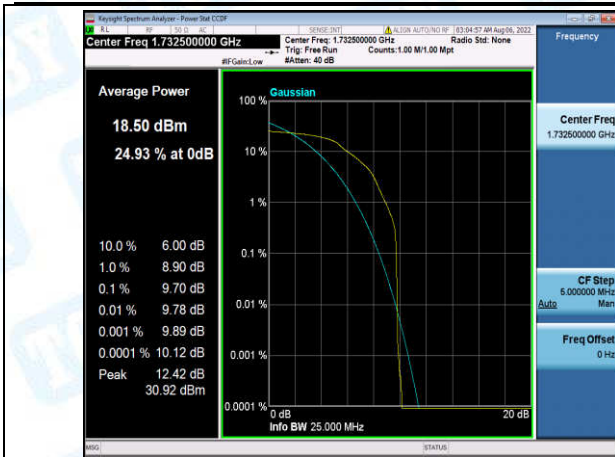 Keysight Spectrum Analyzer - Power Stat CCDF
RL RF 50 Ω AC SENSE:INT ALIGN AUTO/NO RF 03:04:57 AM Aug 06, 2022
Center Freq 1.732500000 GHz
Center Freq: 1.732500000 GHz Radio Std: None
Trig: Free Run Counts:1.00 M/1.00 Mpt
#IFGain:Low #Atten: 40 dB
Frequency
Average Power
18.50 dBm
24.93 % at 0dB
10.0 % 6.00 dB
1.0 % 8.90 dB
0.1 % 9.70 dB
0.01 % 9.78 dB
0.001 % 9.89 dB
0.0001 % 10.12 dB
Peak 12.42 dB
30.92 dBm
Gaussian
100 %
10 %
1 %
0.1 %
0.01 %
0.001 %
0.0001 %
0 dB 20 dB
Info BW 25.000 MHz
Center Freq
1.732500000 GHz
CF Step
5.000000 MHz
Auto Man
Freq Offset
0 Hz
MSG STATUS